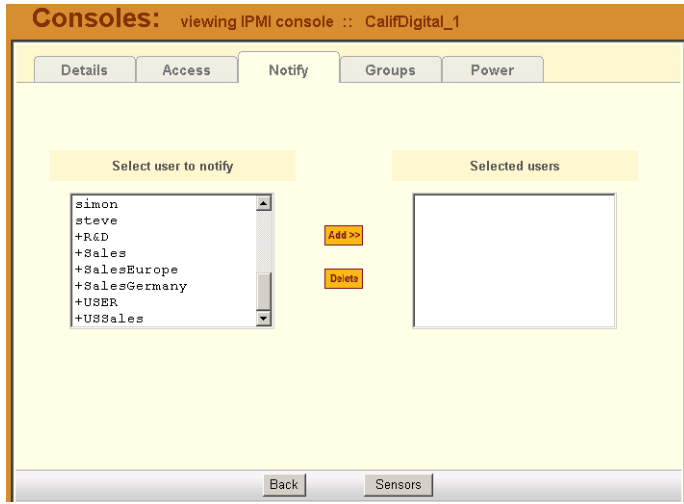 Consoles: viewing IPMI console :: CalifDigital_1
Details Access Notify Groups Power
Select user to notify Selected users
simon
steve
+R&D
+Sales
+SalesEurope
+SalesGermany
+USER
+USSales
Add >>
Delete
Back Sensors